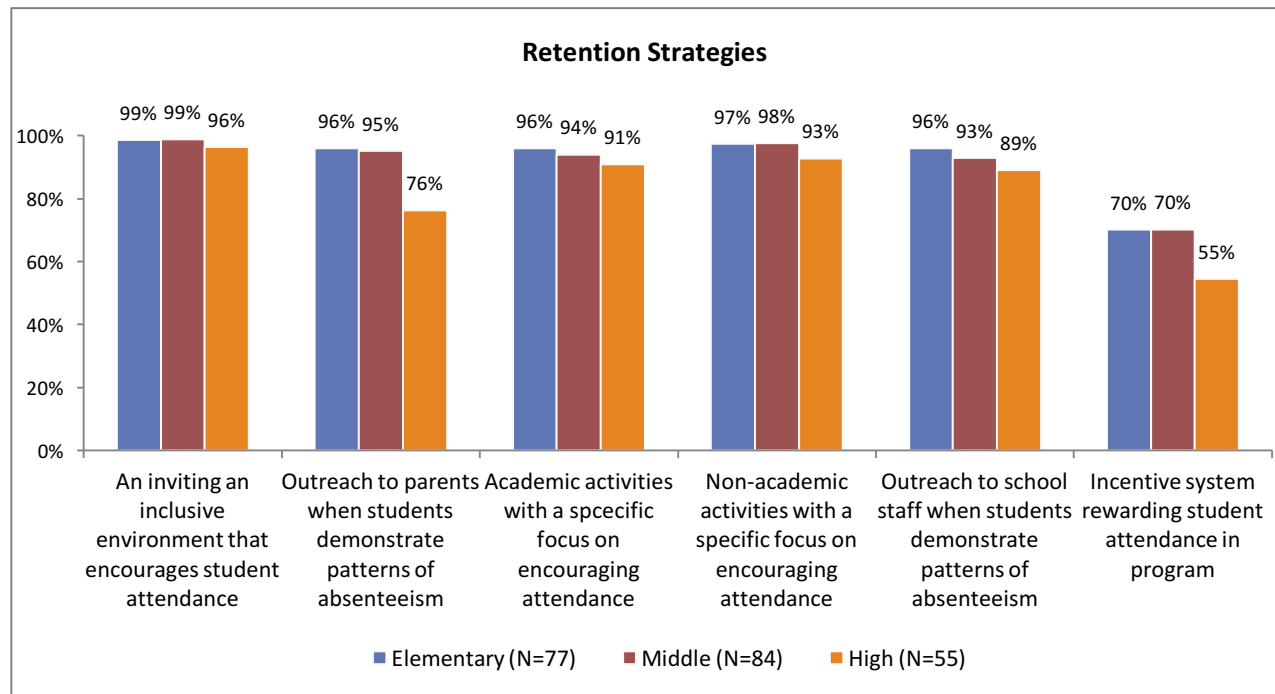 Retention Strategies
99% 99% 96% 96% 95% 76% 96% 94% 91% 97% 98% 93% 96% 93% 89% 70% 70% 55%
100%
80%
60%
40%
20%
0%
An inviting an
inclusive
environment that
encourages student
attendance
Outreach to parents
when students
demonstrate
patterns of
absenteeism
Academic activities
with a spcecific
focus on
encouraging
attendance
Non-academic
activities with a
specific focus on
encouraging
attendance
Outreach to school
staff when students
demonstrate
patterns of
absenteeism
Incentive system
rewarding student
attendance in
program
Elementary (N=77) Middle (N=84) High (N=55)